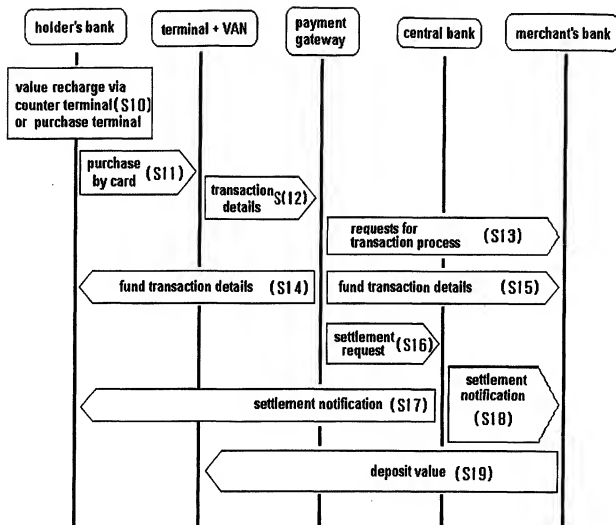 holder's bank
terminal + VAN
payment
gateway
central bank
merchant's bank
value recharge via
counter terminal(S10)
or purchase terminal
purchase
by card (S11)
transaction
details S(12)
requests for
transaction process (S13)
fund transaction details (S14)
fund transaction details (S15)
settlement
request (S16)
settlement notification (S17)
settlement
notification
(S18)
deposit value (S19)